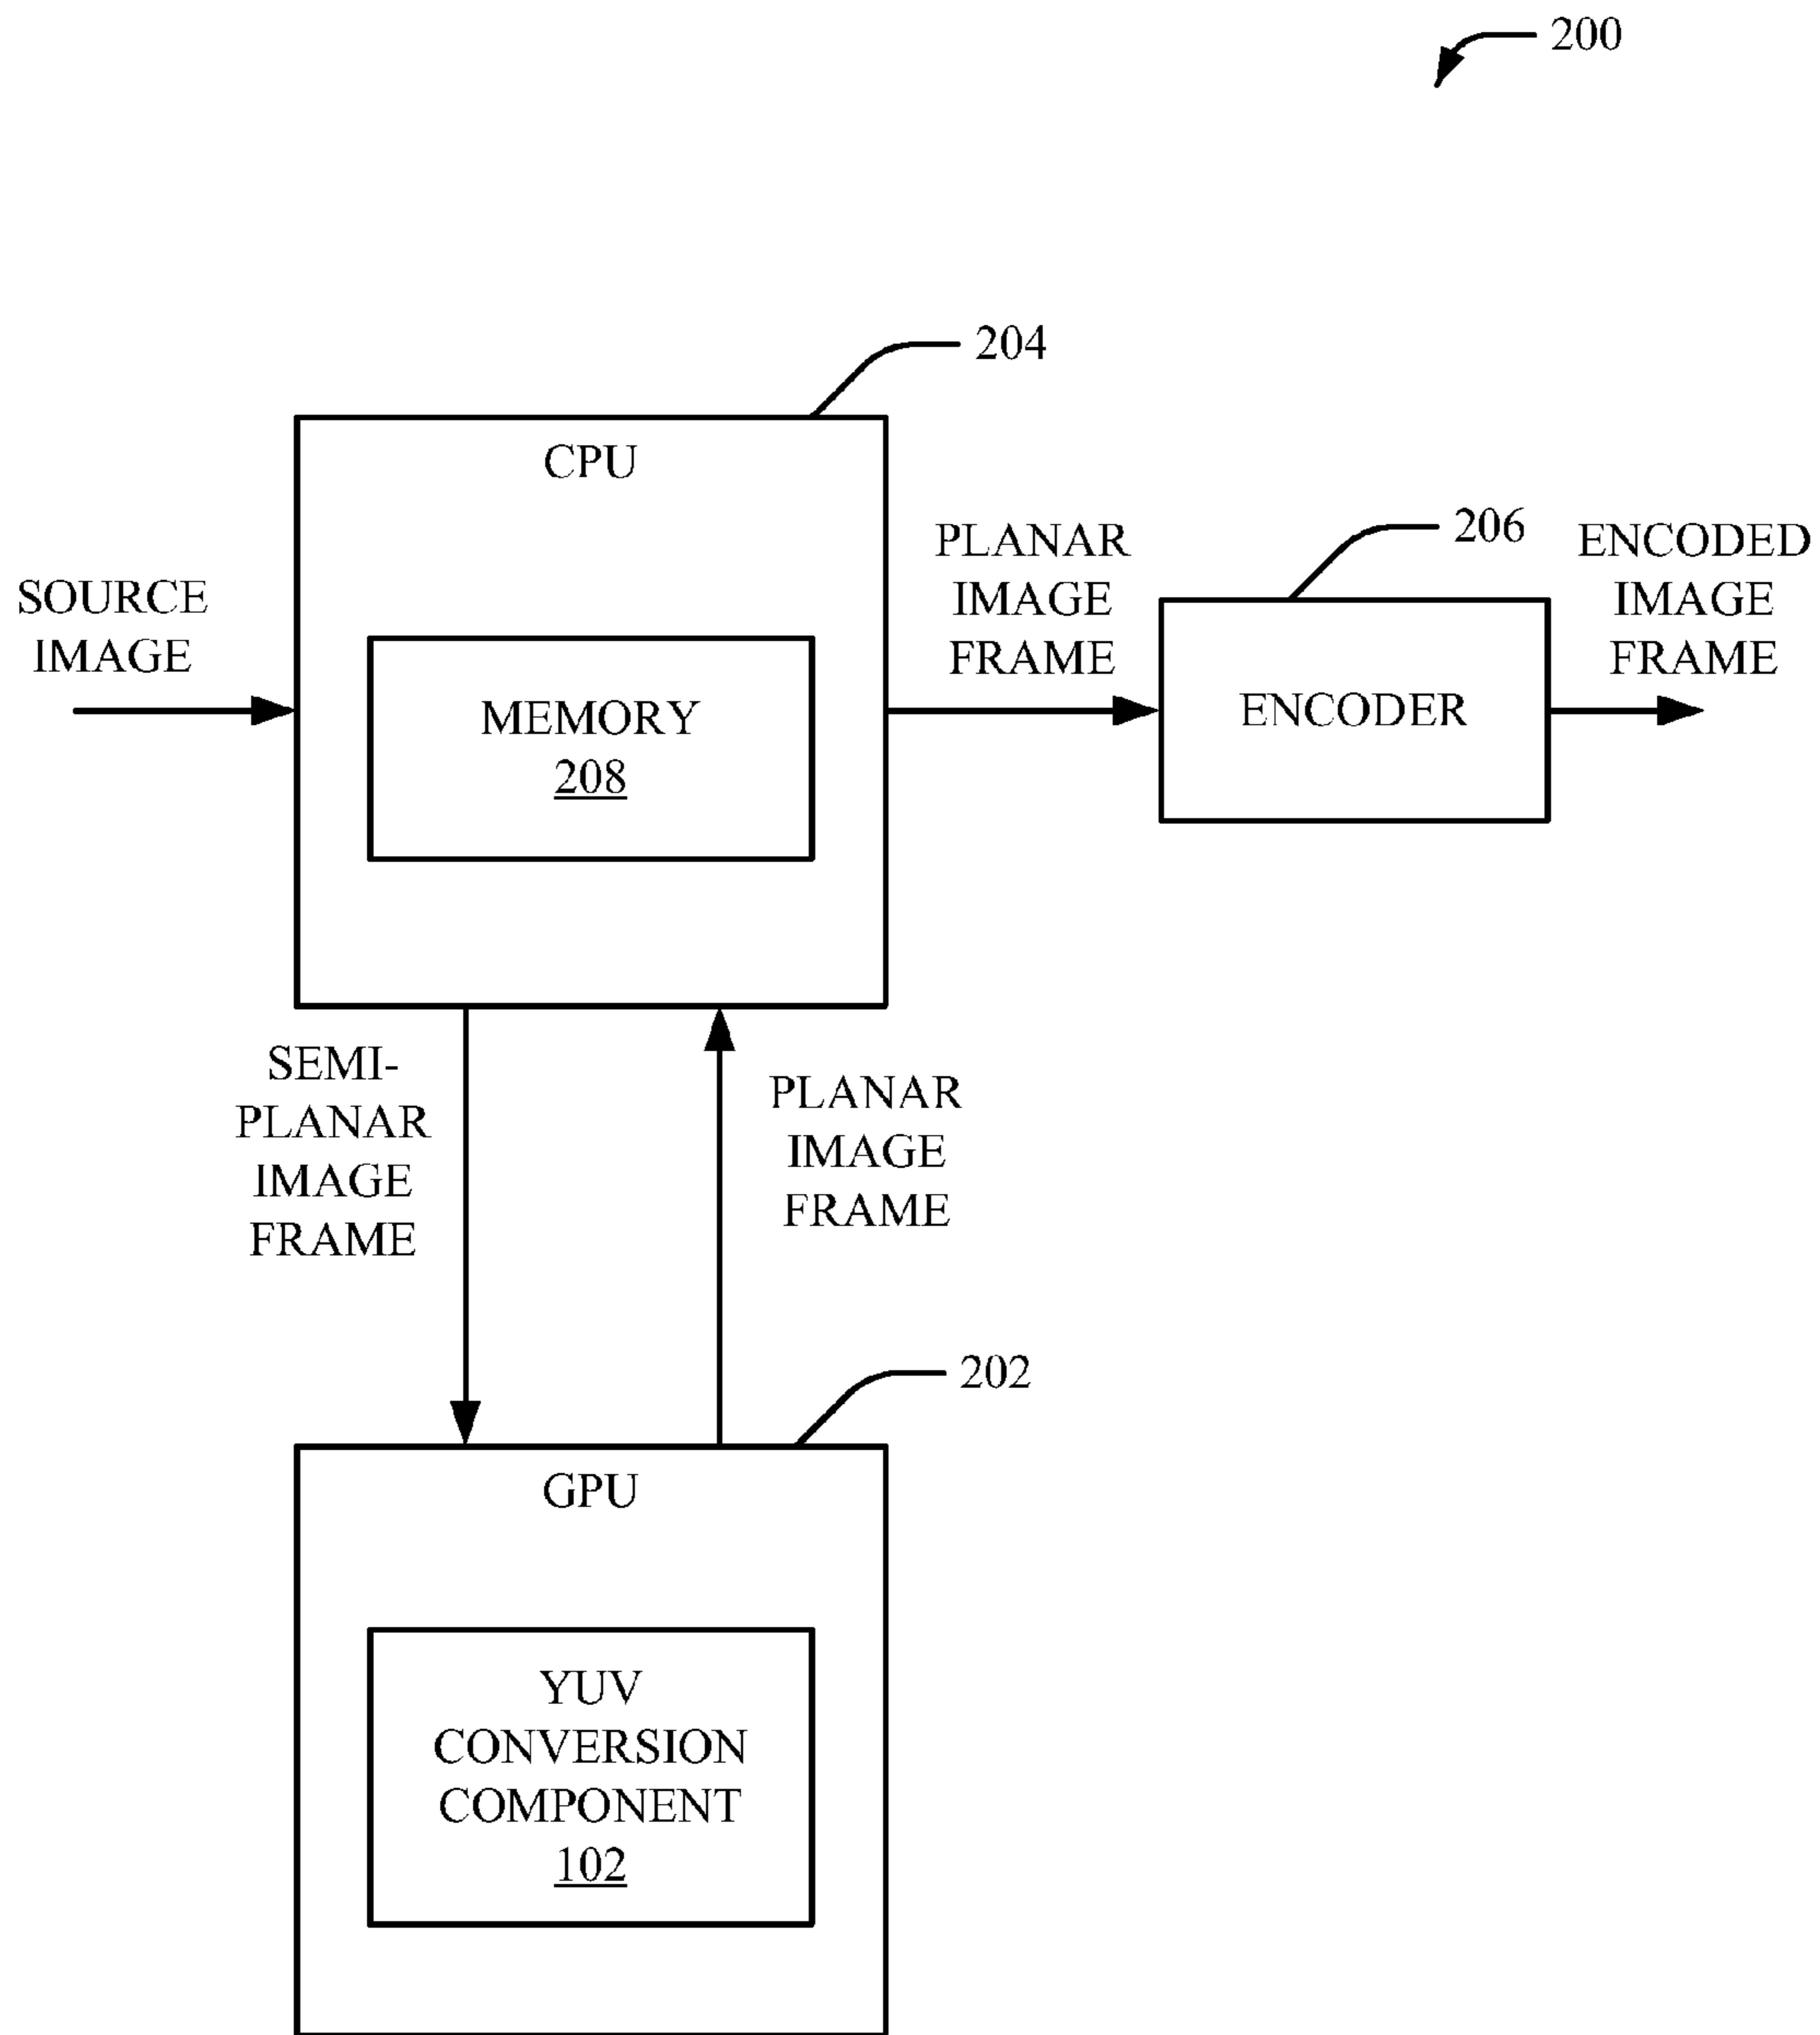 200
204
CPU
SOURCE
IMAGE
MEMORY
208
PLANAR
IMAGE
FRAME
206
ENCODER
ENCODED
IMAGE
FRAME
SEMI-
PLANAR
IMAGE
FRAME
PLANAR
IMAGE
FRAME
202
GPU
YUV
CONVERSION
COMPONENT
102